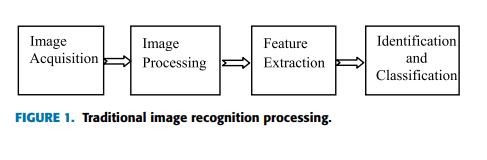 Image
Acquisition
Image
Processing
Feature
Extraction
Identification
and
Classification
FIGURE 1. Traditional image recognition processing.